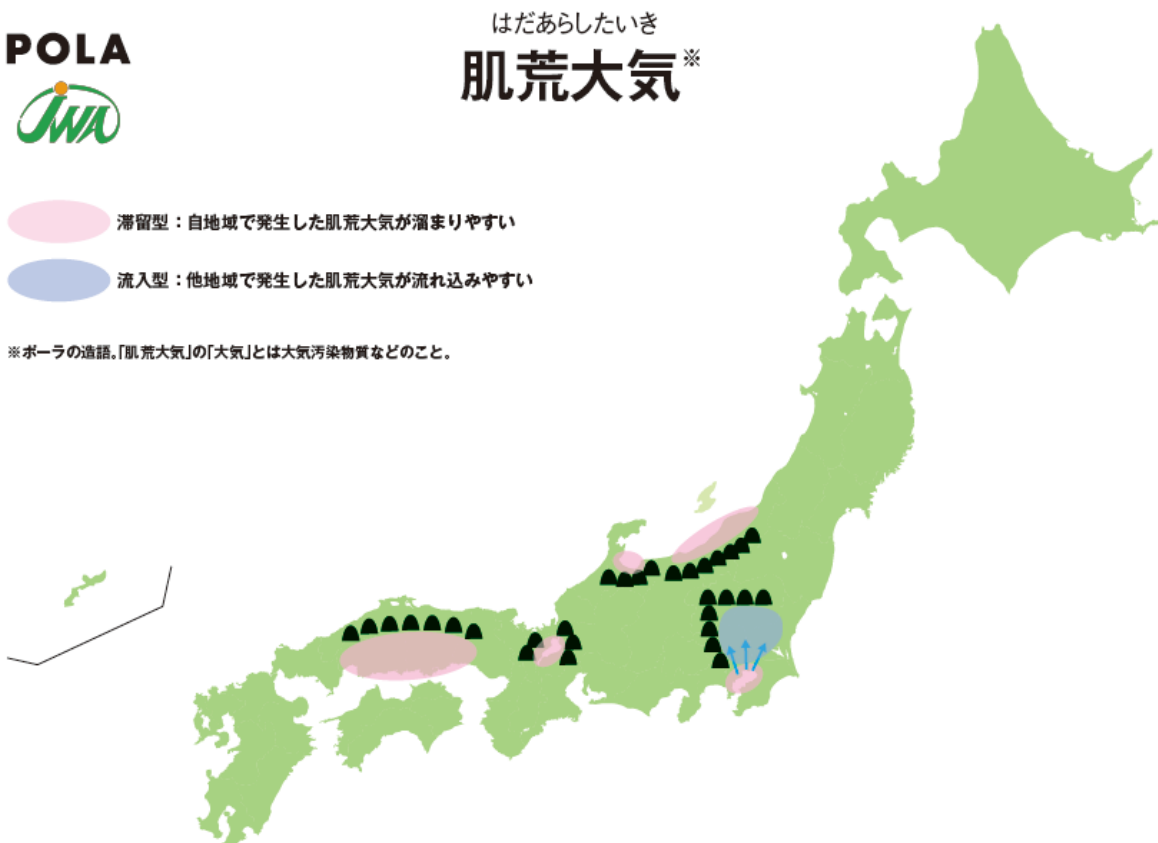 はだあらしたいき
POLA
肌荒大気※
JWA
滞留型：自地域で発生した肌荒大気が溜まりやすい
流入型：他地域で発生した肌荒大気が流れ込みやすい
※ポーラの造語。「肌荒大気」の「大気」とは大気汚染物質などのこと。